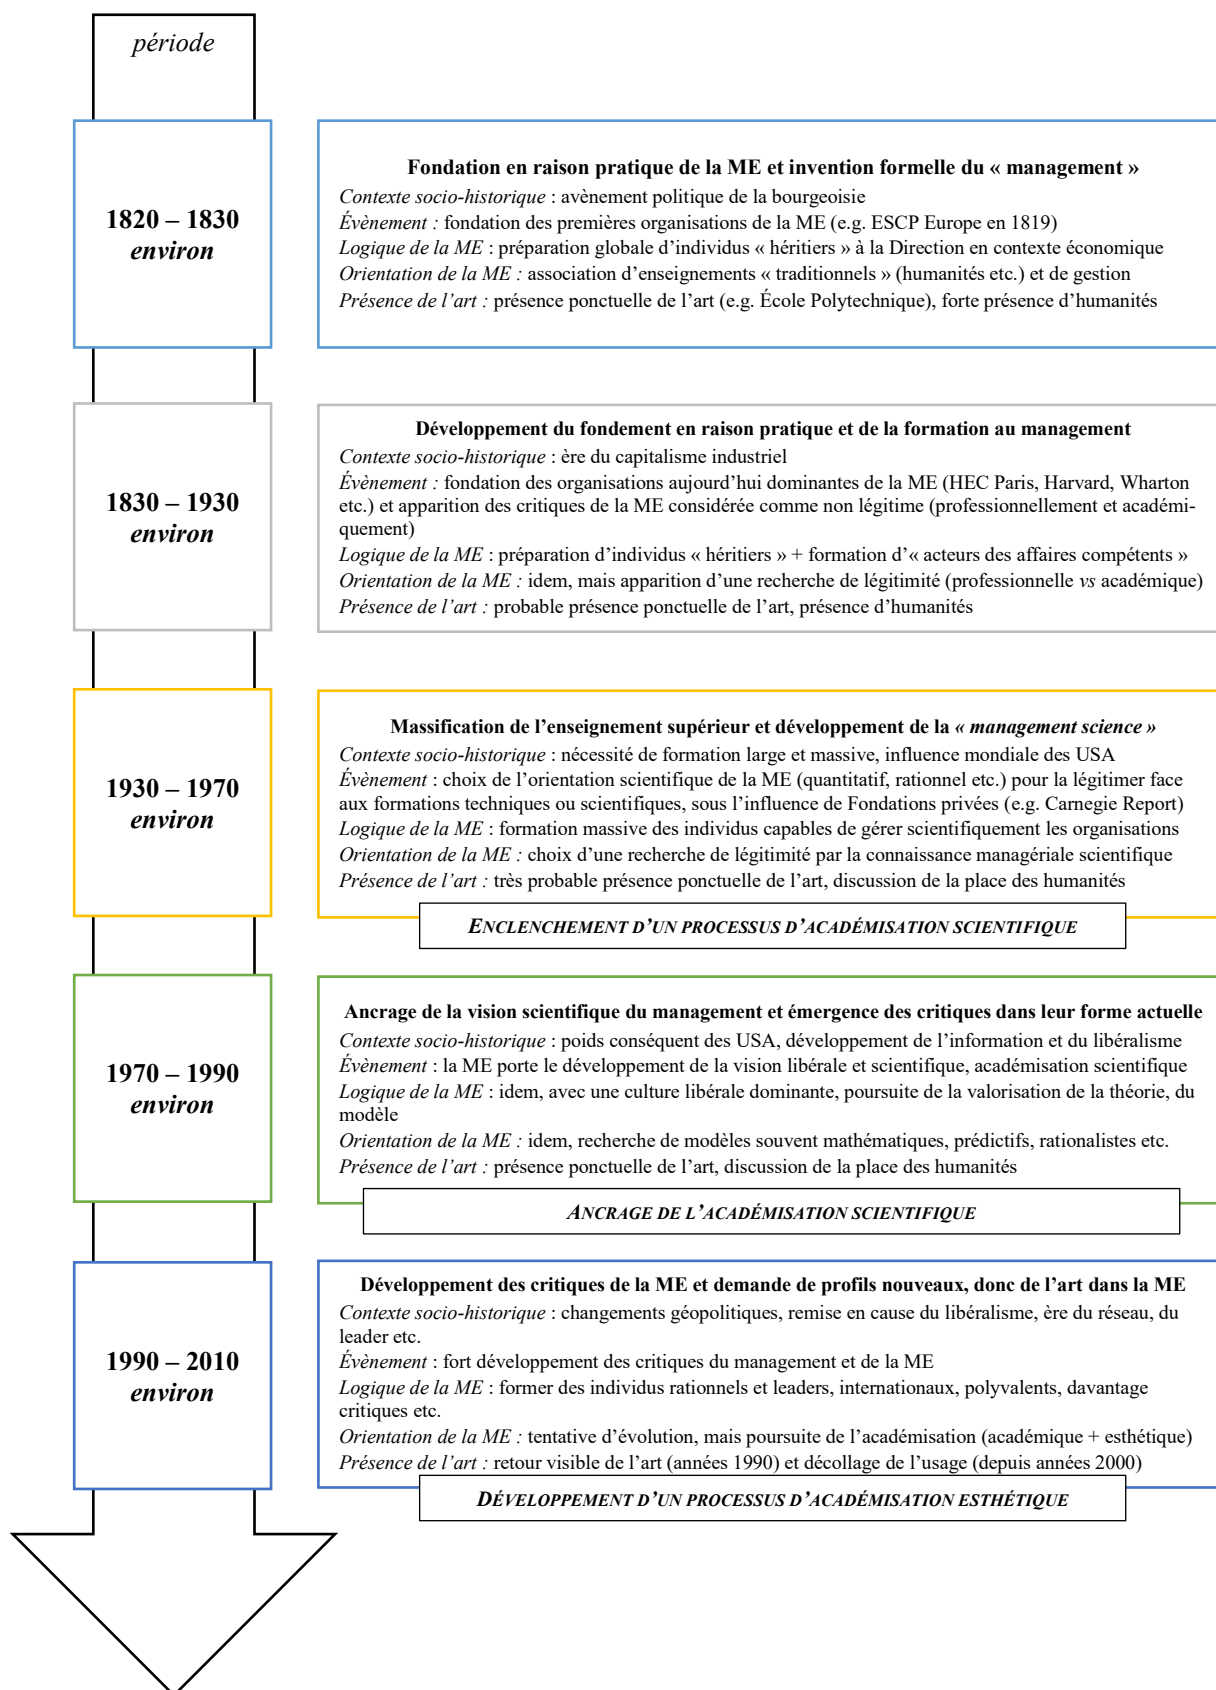 période
1820 – 1830
environ
Fondation en raison pratique de la ME et invention formelle du « management »
Contexte socio-historique : avènement politique de la bourgeoisie
Évènement : fondation des premières organisations de la ME (e.g. ESCP Europe en 1819)
Logique de la ME : préparation globale d’individus « héritiers » à la Direction en contexte économique
Orientation de la ME : association d’enseignements « traditionnels » (humanités etc.) et de gestion
Présence de l’art : présence ponctuelle de l’art (e.g. École Polytechnique), forte présence d’humanités
1830 – 1930
environ
Développement du fondement en raison pratique et de la formation au management
Contexte socio-historique : ère du capitalisme industriel
Évènement : fondation des organisations aujourd’hui dominantes de la ME (HEC Paris, Harvard, Wharton
etc.) et apparition des critiques de la ME considérée comme non légitime (professionnellement et académi-
quement)
Logique de la ME : préparation d’individus « héritiers » + formation d’« acteurs des affaires compétents »
Orientation de la ME : idem, mais apparition d’une recherche de légitimité (professionnelle vs académique)
Présence de l’art : probable présence ponctuelle de l’art, présence d’humanités
1930 – 1970
environ
Massification de l’enseignement supérieur et développement de la « management science »
Contexte socio-historique : nécessité de formation large et massive, influence mondiale des USA
Évènement : choix de l’orientation scientifique de la ME (quantitatif, rationnel etc.) pour la légitimer face
aux formations techniques ou scientifiques, sous l’influence de Fondations privées (e.g. Carnegie Report)
Logique de la ME : formation massive des individus capables de gérer scientifiquement les organisations
Orientation de la ME : choix d’une recherche de légitimité par la connaissance managériale scientifique
Présence de l’art : très probable présence ponctuelle de l’art, discussion de la place des humanités
ENCLENCHEMENT D’UN PROCESSUS D’ACADÉMISATION SCIENTIFIQUE
1970 – 1990
environ
Ancrage de la vision scientifique du management et émergence des critiques dans leur forme actuelle
Contexte socio-historique : poids conséquent des USA, développement de l’information et du libéralisme
Évènement : la ME porte le développement de la vision libérale et scientifique, académisation scientifique
Logique de la ME : idem, avec une culture libérale dominante, poursuite de la valorisation de la théorie, du
modèle
Orientation de la ME : idem, recherche de modèles souvent mathématiques, prédictifs, rationalistes etc.
Présence de l’art : présence ponctuelle de l’art, discussion de la place des humanités
ANCRAGE DE L’ACADÉMISATION SCIENTIFIQUE
1990 – 2010
environ
Développement des critiques de la ME et demande de profils nouveaux, donc de l’art dans la ME
Contexte socio-historique : changements géopolitiques, remise en cause du libéralisme, ère du réseau, du
leader etc.
Évènement : fort développement des critiques du management et de la ME
Logique de la ME : former des individus rationnels et leaders, internationaux, polyvalents, davantage
critiques etc.
Orientation de la ME : tentative d’évolution, mais poursuite de l’académisation (académique + esthétique)
Présence de l’art : retour visible de l’art (années 1990) et décollage de l’usage (depuis années 2000)
DÉVELOPPEMENT D’UN PROCESSUS D’ACADÉMISATION ESTHÉTIQUE